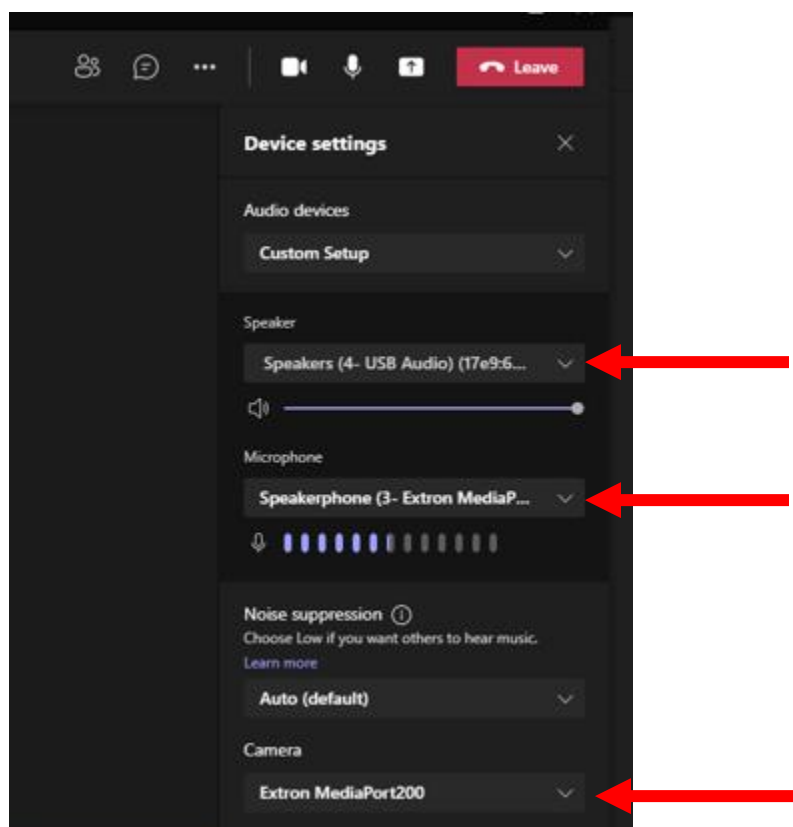 Leave
Device settings
Audio devices
Custom Setup
Speaker
Speakers (4- USB Audio) (17e9:6...
Microphone
Speakerphone (3- Extron MediaP...
Noise suppression
Choose Low if you want others to hear music.
Learn more
Auto (default)
Camera
Extron MediaPort200